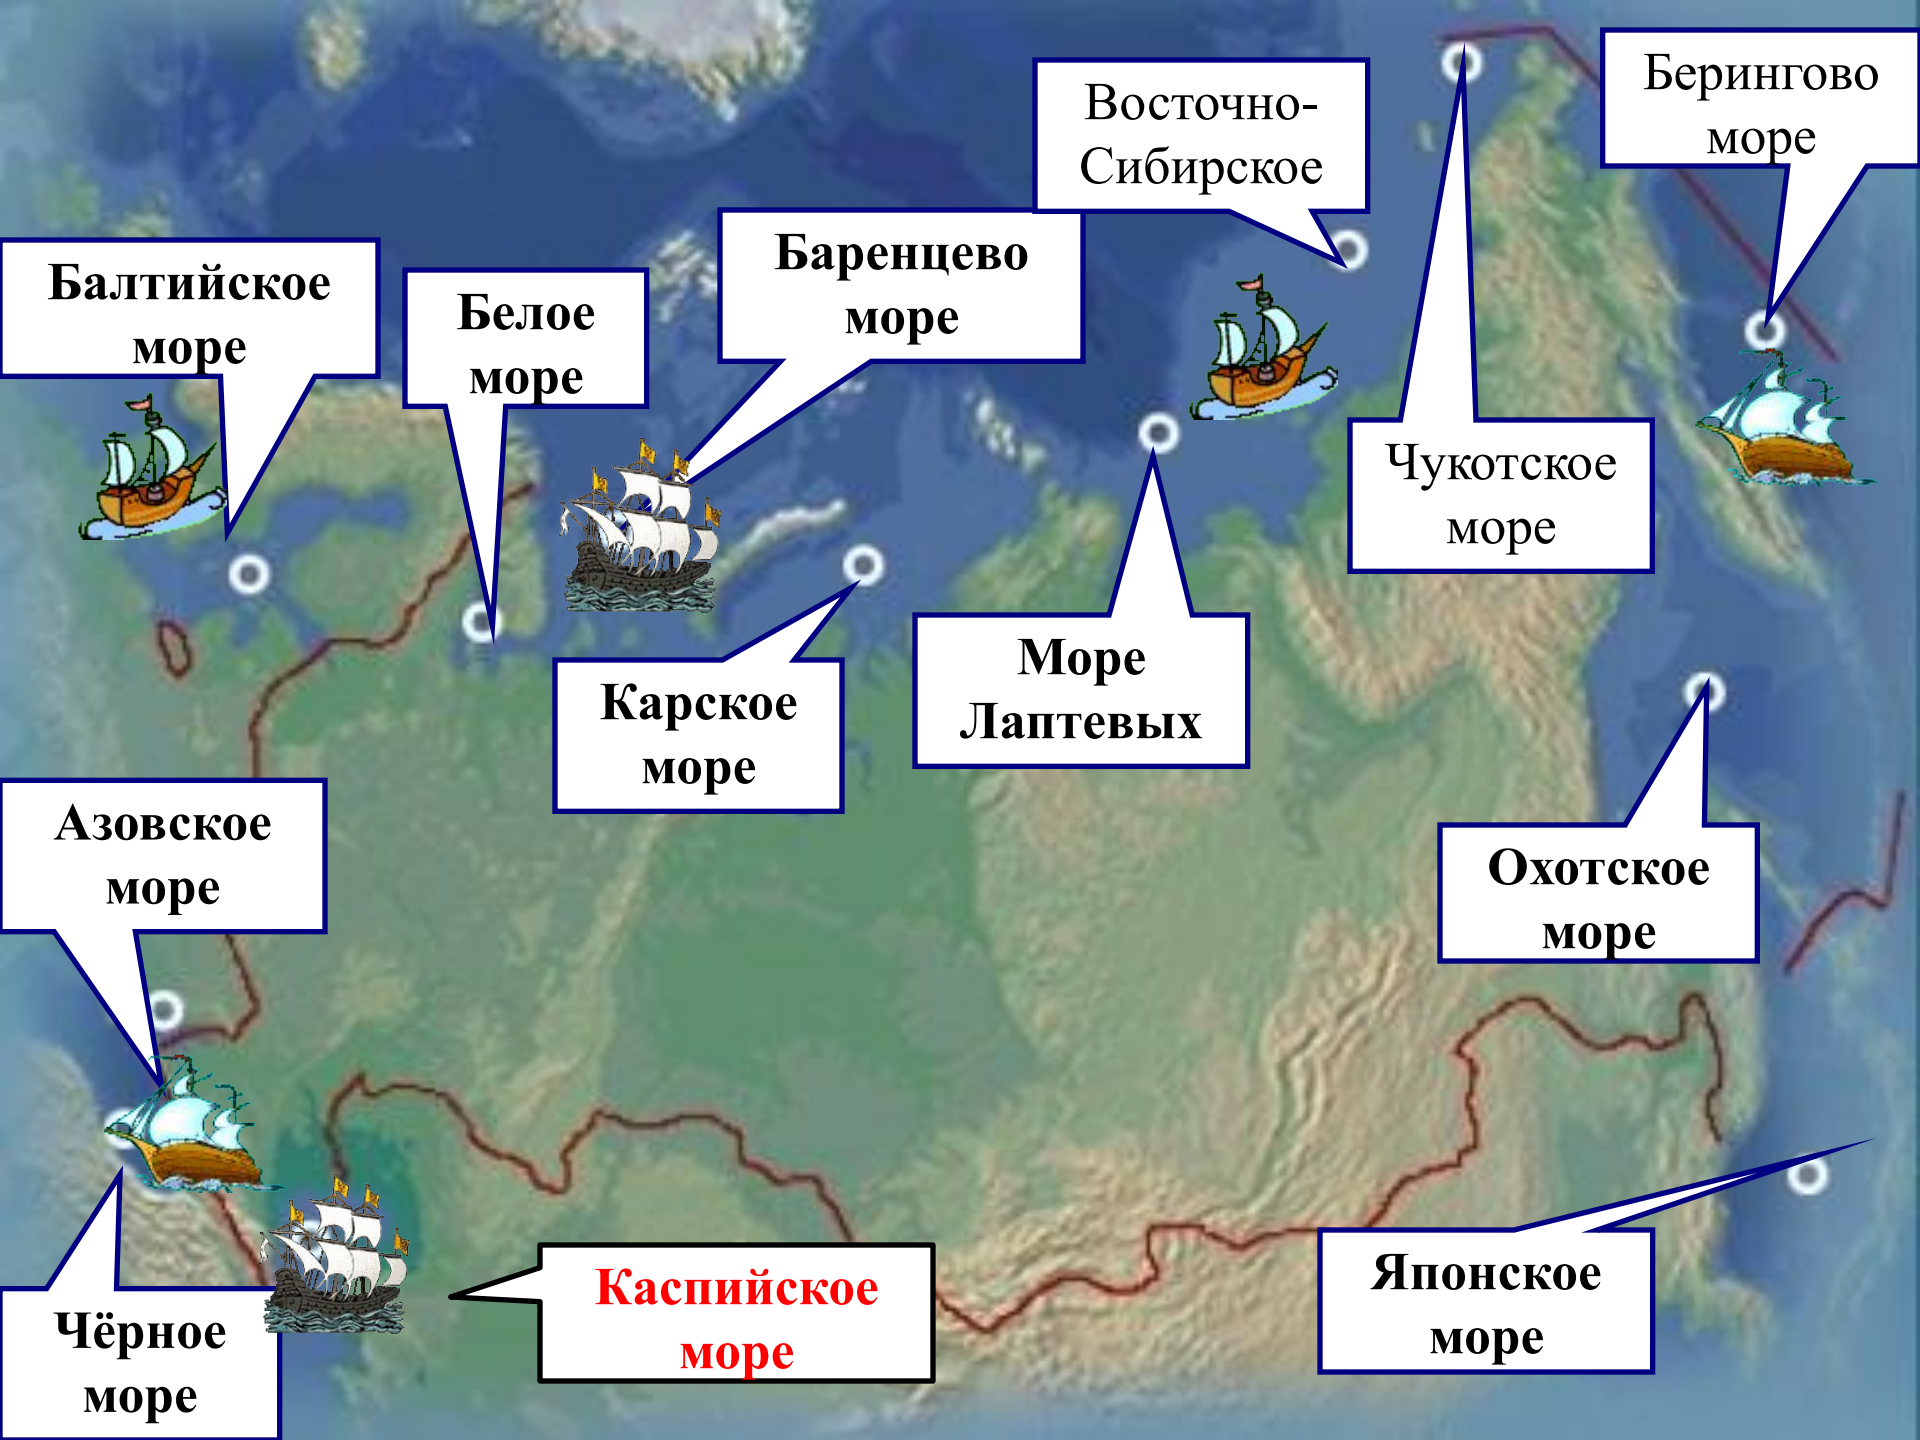 Берингово
море
Восточно-
Сибирское
Баренцево
море
Балтийское
море
Белое
море
Чукотское
море
Море
Лаптевых
Карское
море
Азовское
море
Охотское
море
Каспийское
море
Японское
море
Чёрное
море